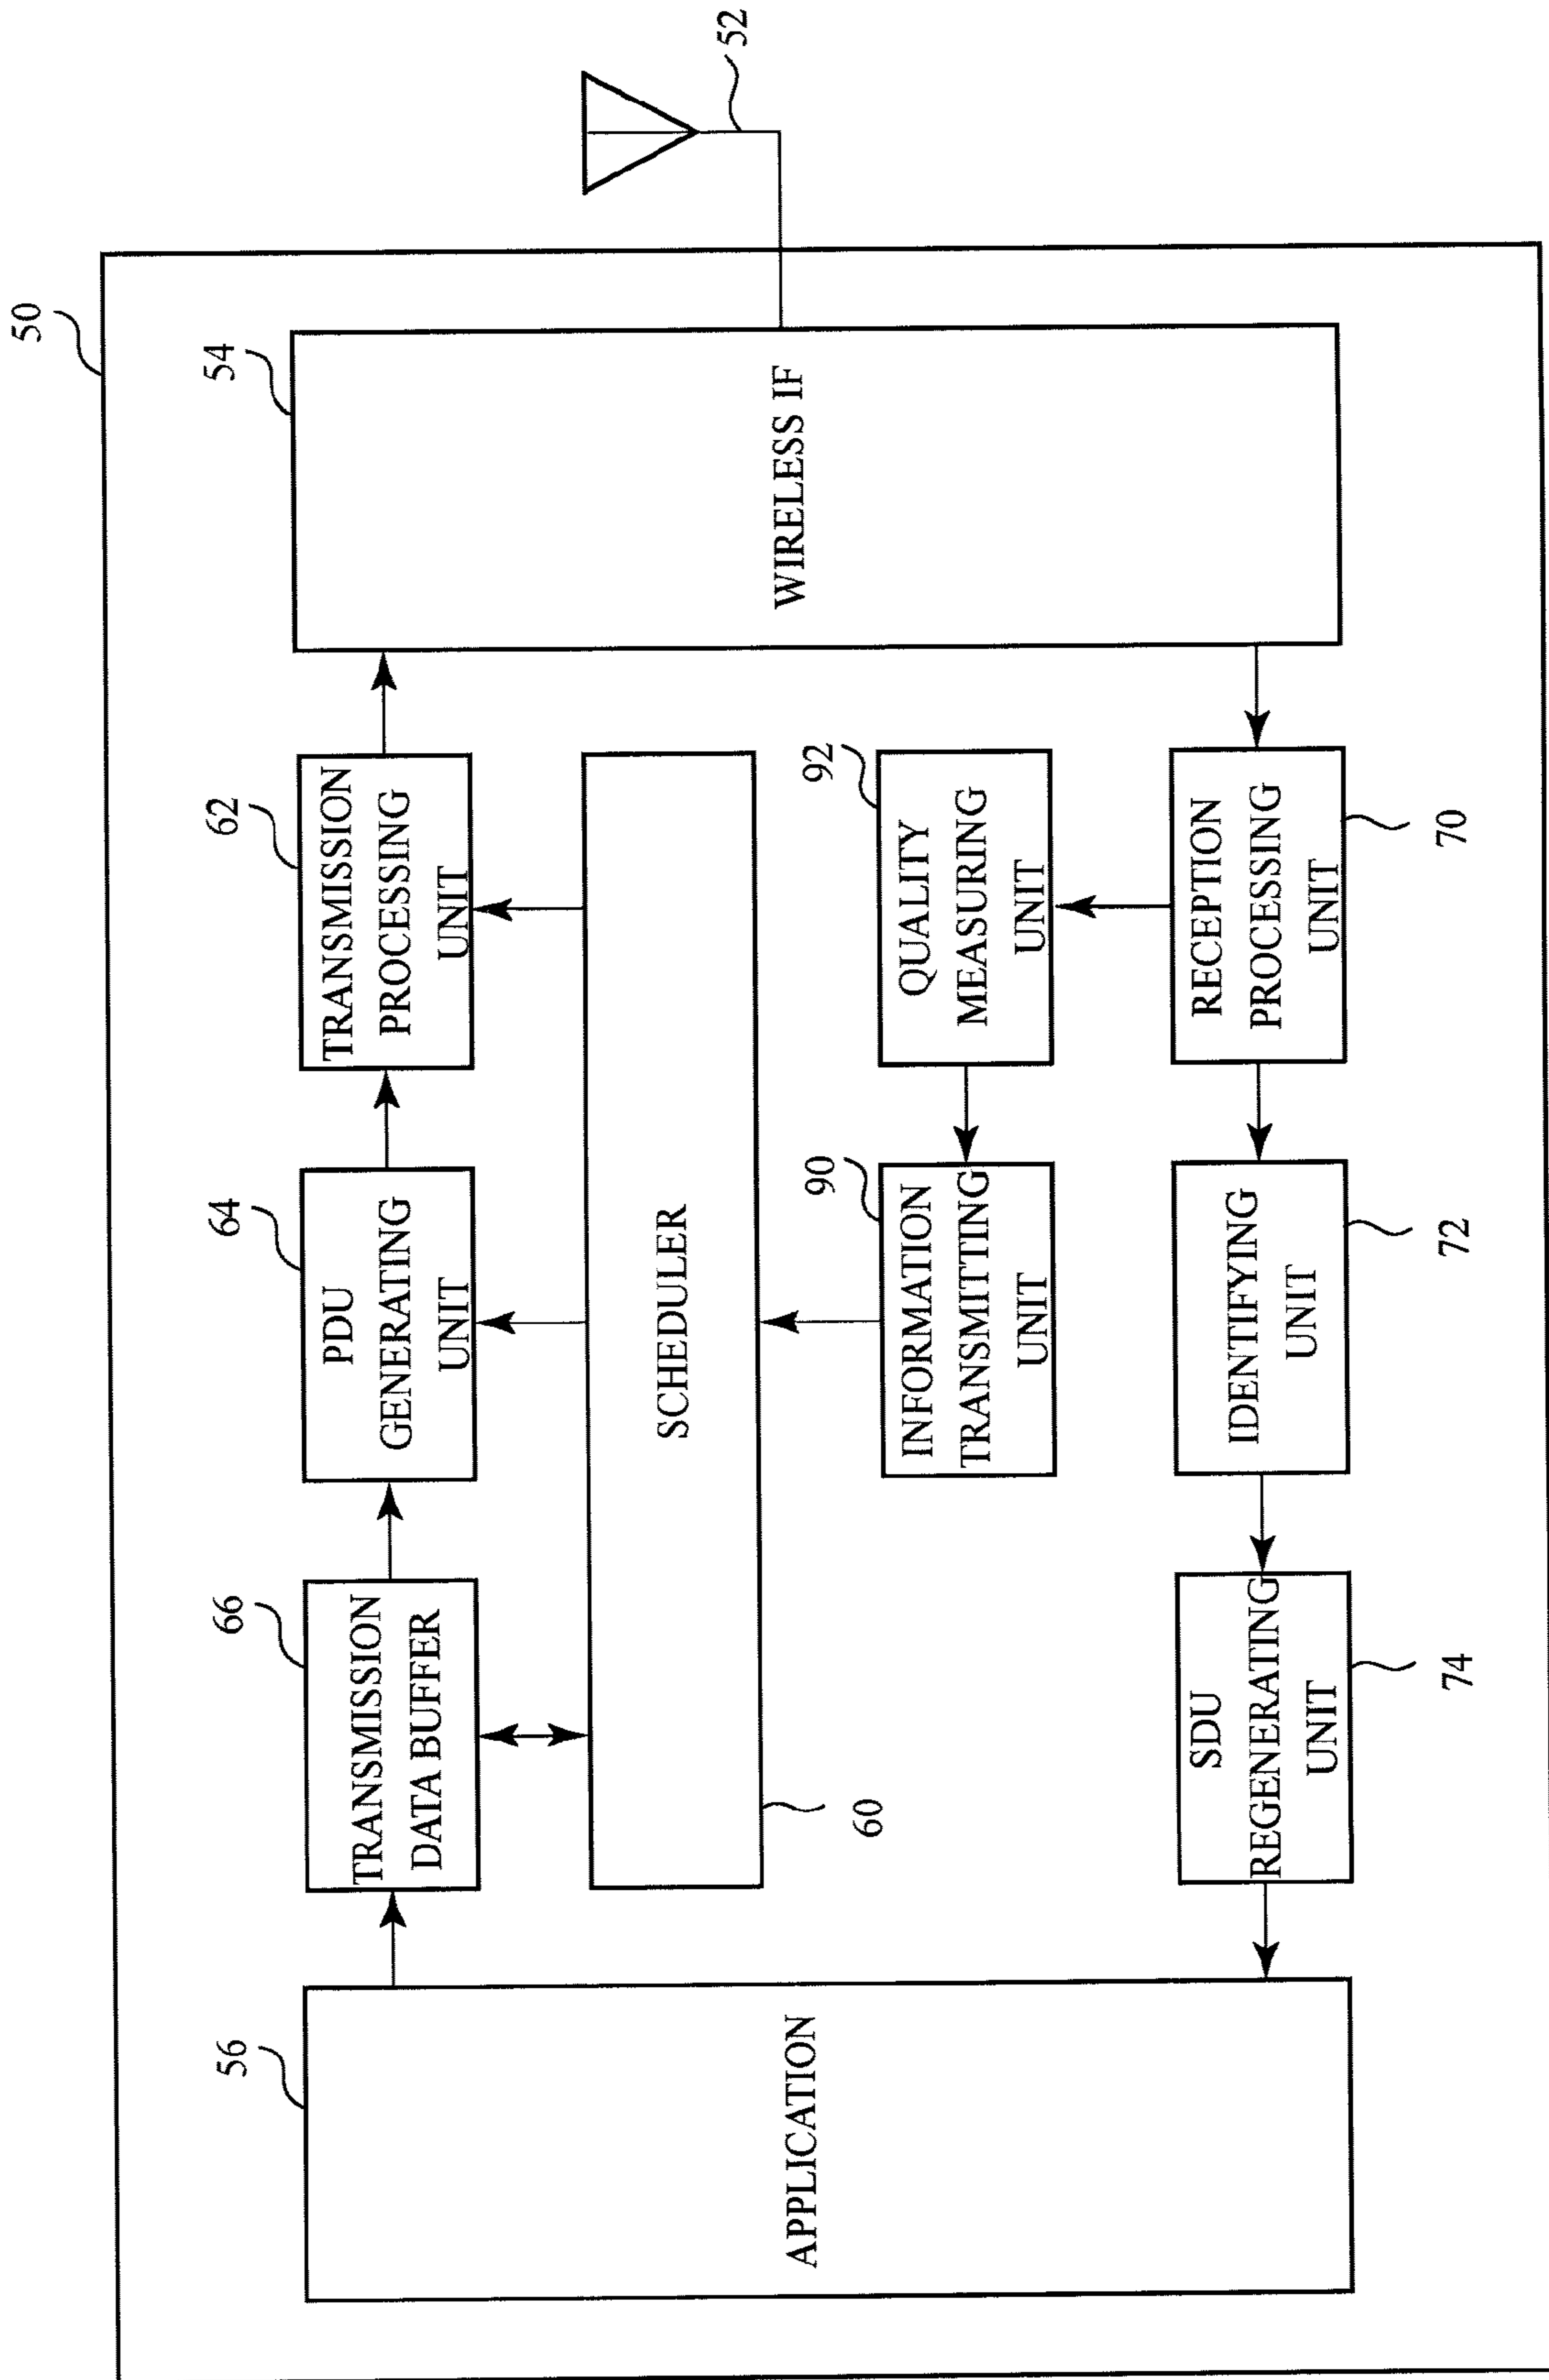 50
56
APPLICATION
66
TRANSMISSION
DATA BUFFER
64
PDU
GENERATING
UNIT
62
TRANSMISSION
PROCESSING
UNIT
54
WIRELESS IF
52
SCHEDULER
60
90
INFORMATION
TRANSMITTING
UNIT
92
QUALITY
MEASURING
UNIT
SDU
REGENERATING
UNIT
74
IDENTIFYING
UNIT
72
RECEPTION
PROCESSING
UNIT
70